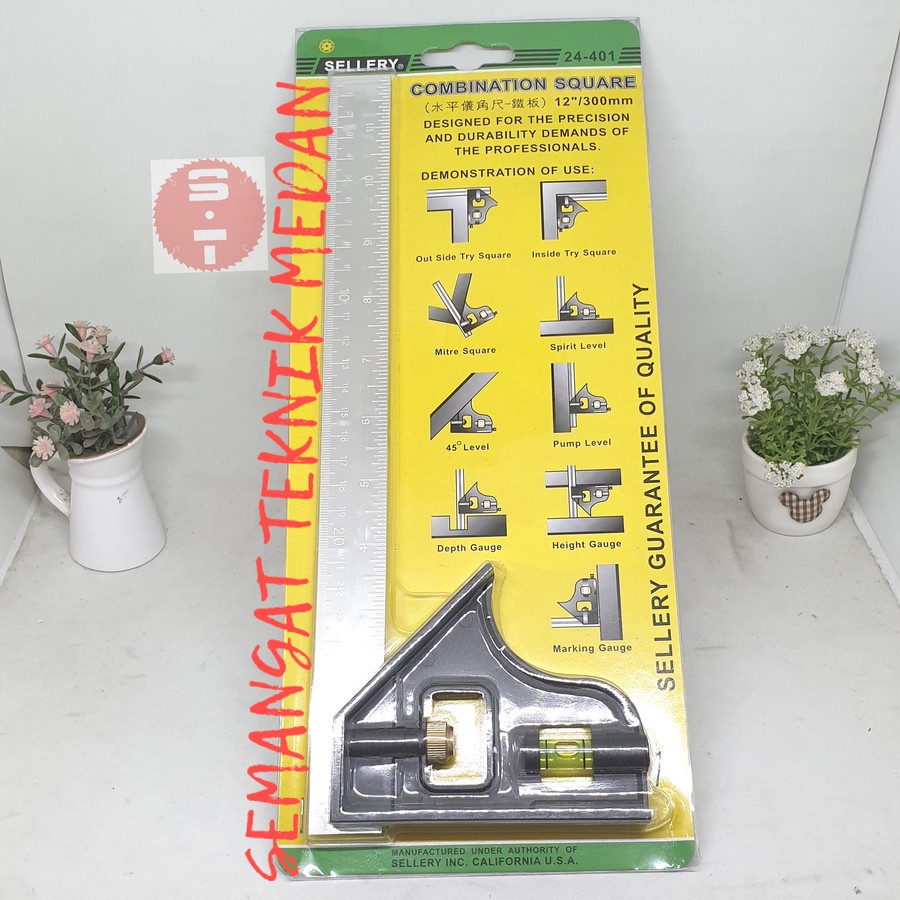 SELLERY®
24-401
COMBINATION SQUARE
(水平儀角尺-鐵板) 12"/300mm
DESIGNED FOR THE PRECISION
AND DURABILITY DEMANDS OF
THE PROFESSIONALS.
DEMONSTRATION OF USE:
Out Side Try Square
Inside Try Square
Mitre Square
Spirit Level
45° Level
Pump Level
Depth Gauge
Height Gauge
Marking Gauge
SELLERY GUARANTEE OF QUALITY
MANUFACTURED UNDER AUTHORITY OF
SELLERY INC. CALIFORNIA U.S.A.
SEMANGAT TEKNIK MEDAN
S·T